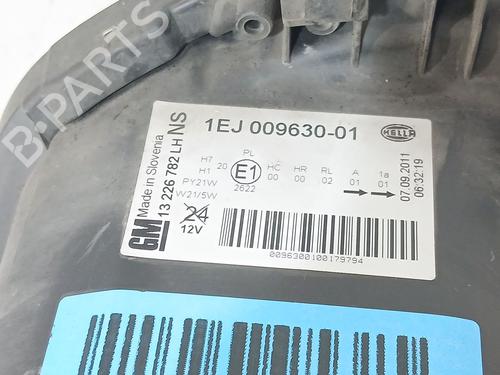 GM
Made in Slovenia
13 226 782 LH NS
1EJ 009630-01
HELLA
H7
H1 20
PY21W
W21/5W
24
12V
PL
E1
2622
HC HR RL A 1a
00 00 02 01 01
07.09.2011
06:32:19
0096300100179794
B-Parts